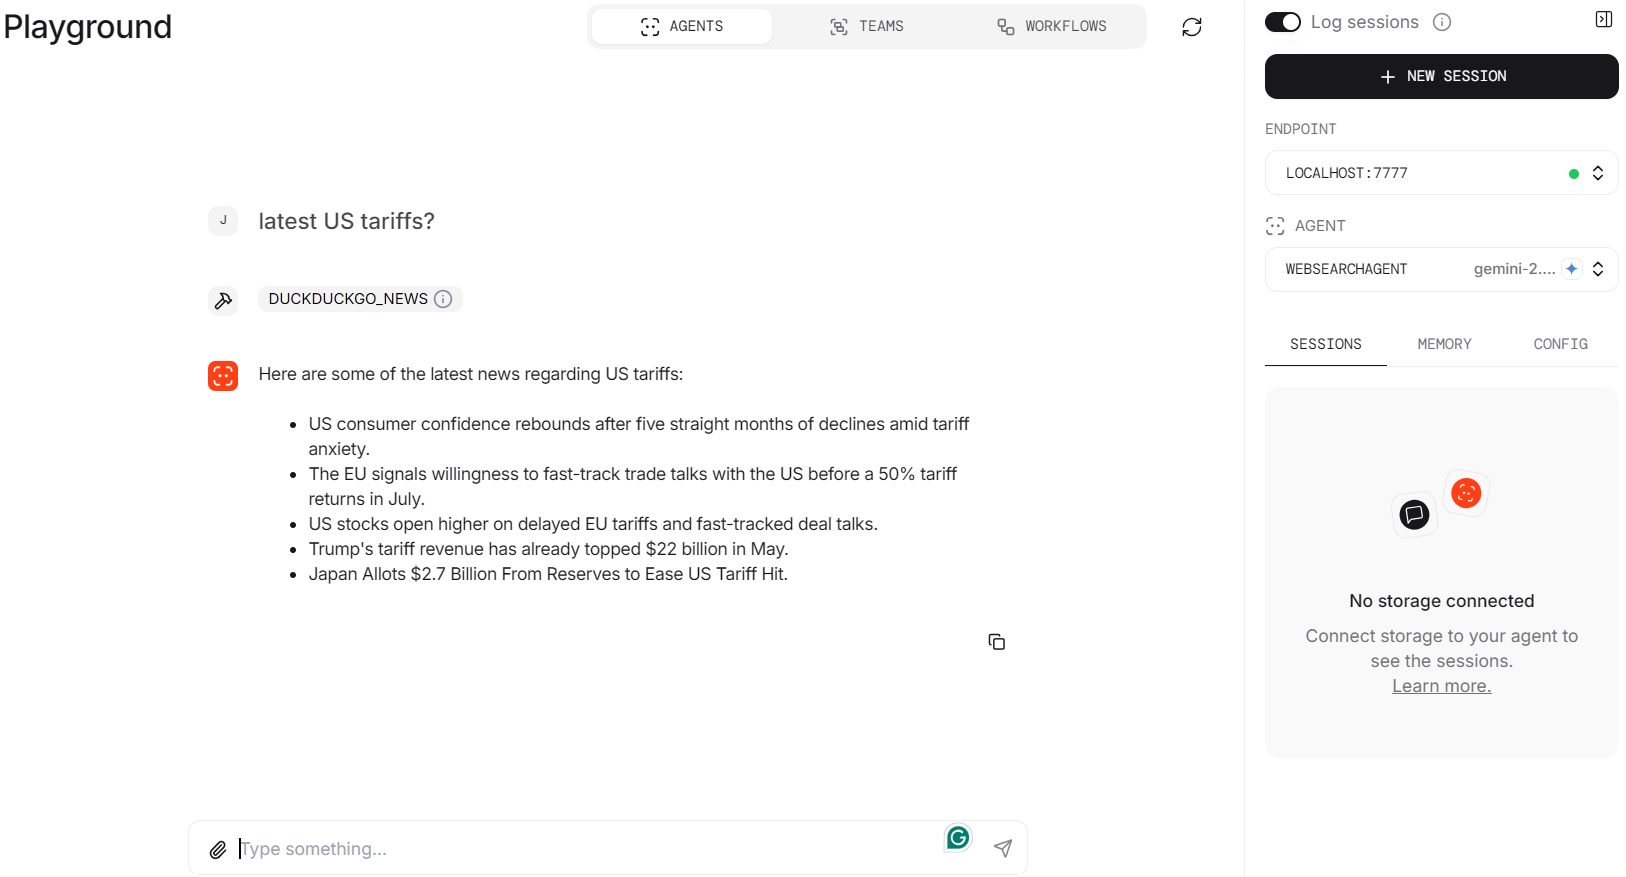 Playground
AGENTS
TEAMS
WORKFLOWS
Log sessions
NEW SESSION
ENDPOINT
LOCALHOST:7777
AGENT
WEBSEARCHAGENT gemini-2....
SESSIONS
MEMORY
CONFIG
No storage connected
Connect storage to your agent to
see the sessions.
Learn more.
J
latest US tariffs?
DUCKDUCKGO_NEWS
Here are some of the latest news regarding US tariffs:
• US consumer confidence rebounds after five straight months of declines amid tariff
anxiety.
• The EU signals willingness to fast-track trade talks with the US before a 50% tariff
returns in July.
• US stocks open higher on delayed EU tariffs and fast-tracked deal talks.
• Trump's tariff revenue has already topped $22 billion in May.
• Japan Allots $2.7 Billion From Reserves to Ease US Tariff Hit.
Type something...
G